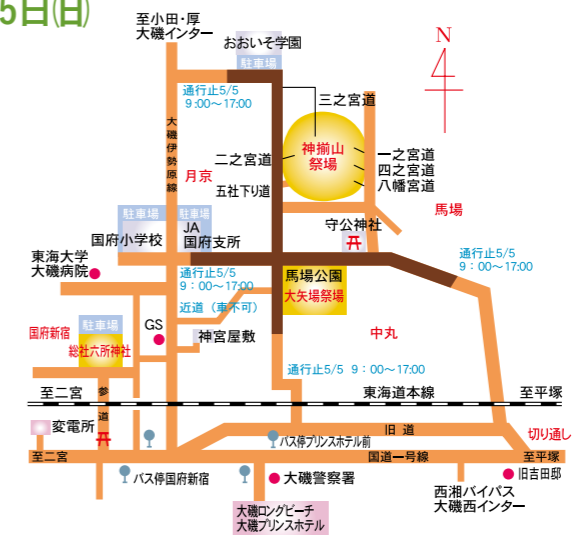 5日(日)
至小田・厚
大磯インター
おおいそ学園
駐車場
N
通行止5/5
9:00～17:00
三之宮道
大磯伊勢原線
神揃山
祭場
二之宮道
一之宮道
四之宮道
八幡宮道
月京
五社下り道
馬場
駐車場
国府小学校
駐車場
JA
国府支所
守公神社
東海大学
大磯病院
通行止5/5
9：00～17:00
通行止5/5
9：00～17:00
馬場公園
大矢場祭場
近道（車不可）
国府新宿
駐車場
総社六所神社
GS
神宮屋敷
中丸
通行止5/5 9：00～17:00
至二宮
参道
東海道本線
至平塚
変電所
旧道
切り通し
バス停プリンスホテル前
至二宮
国道一号線
至平塚
バス停国府新宿
大磯警察署
旧吉田邸
西湘バイパス
大磯西インター
大磯ロングビーチ
大磯プリンスホテル